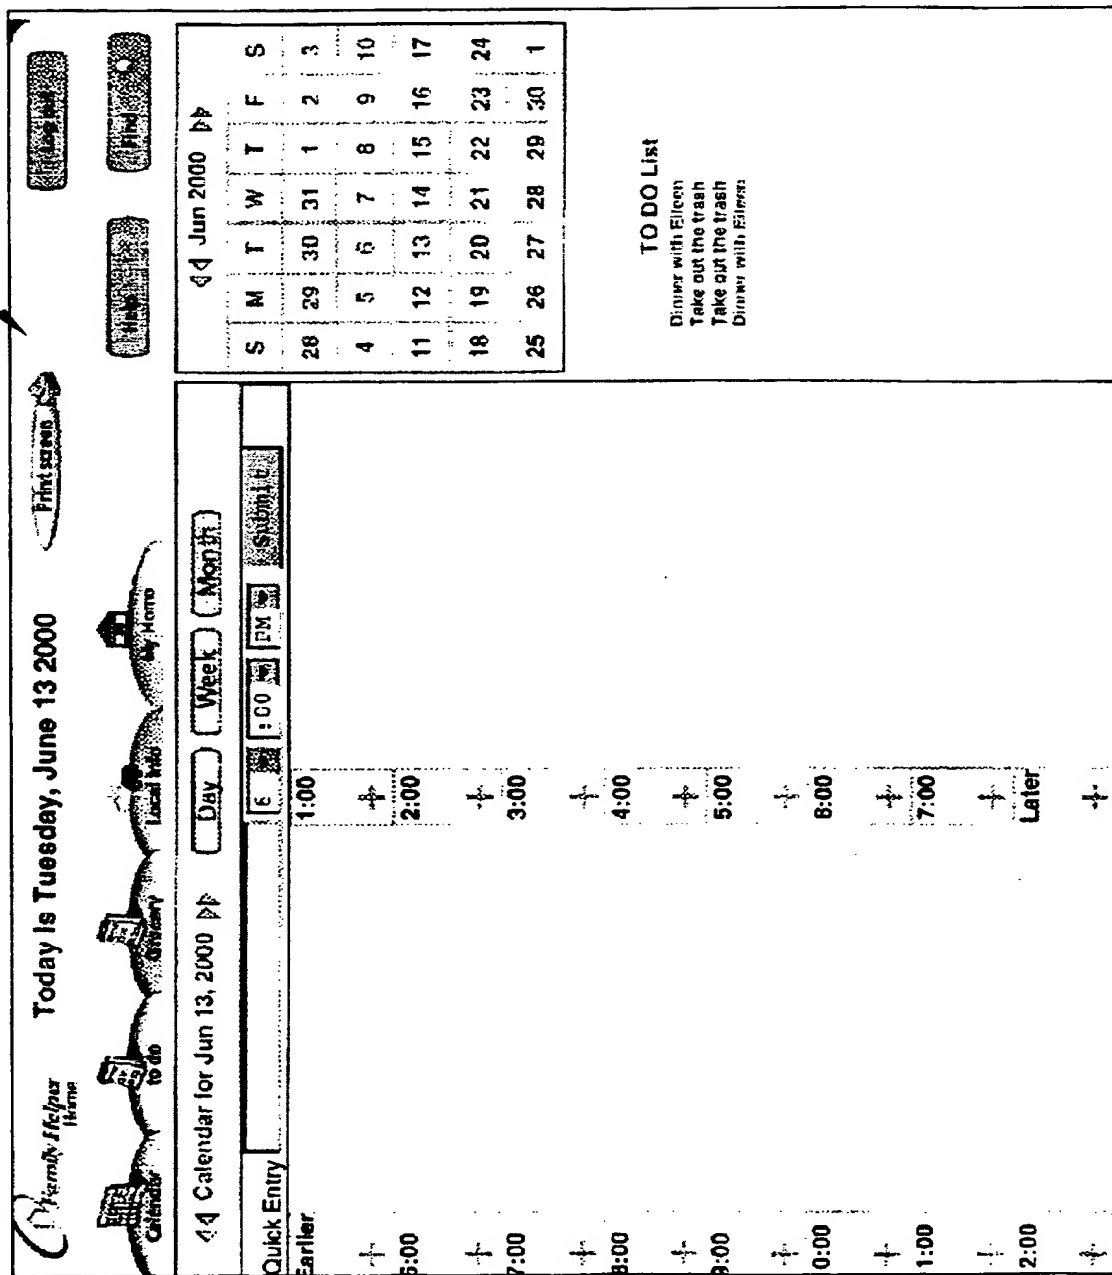 Family Helper
Home
Today Is Tuesday, June 13 2000
Print screen
Log out
Calendar
to do
Grocery
Local Info
My Home
Help
Find
Calendar for Jun 13, 2000
Day
Week
Month
Quick Entry
6
:00
PM
Submit
Earlier
6:00
7:00
8:00
9:00
0:00
1:00
2:00
1:00
2:00
3:00
4:00
5:00
6:00
7:00
Later
Jun 2000
S M T W T F S
28 29 30 31 1 2 3
4 5 6 7 8 9 10
11 12 13 14 15 16 17
18 19 20 21 22 23 24
25 26 27 28 29 30 1
TO DO List
Dinner with Eileen
Take out the trash
Take out the trash
Dinner with Eileen